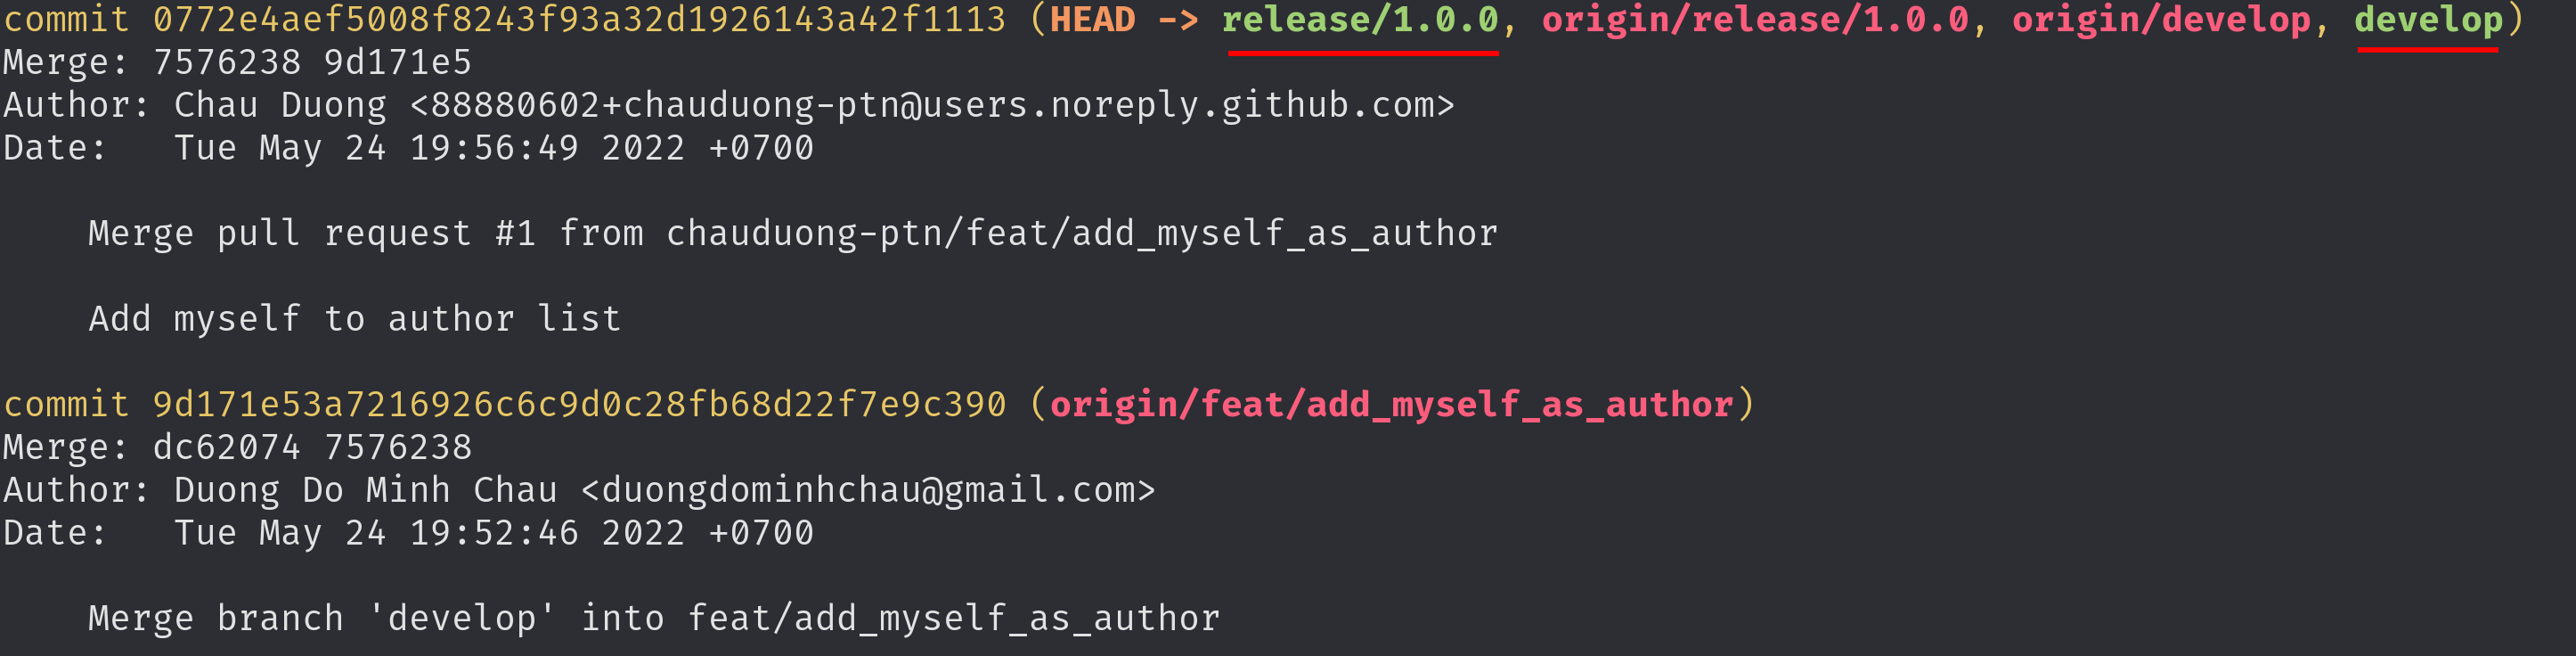 commit 0772e4aef5008f8243f93a32d1926143a42f1113 (HEAD -> release/1.0.0, origin/release/1.0.0, origin/develop, develop)
Merge: 7576238 9d171e5
Author: Chau Duong <88880602+chauduong-ptn@users.noreply.github.com>
Date:   Tue May 24 19:56:49 2022 +0700
    Merge pull request #1 from chauduong-ptn/feat/add_myself_as_author
    Add myself to author list
commit 9d171e53a7216926c6c9d0c28fb68d22f7e9c390 (origin/feat/add_myself_as_author)
Merge: dc62074 7576238
Author: Duong Do Minh Chau <duongdominhchau@gmail.com>
Date:   Tue May 24 19:52:46 2022 +0700
    Merge branch 'develop' into feat/add_myself_as_author